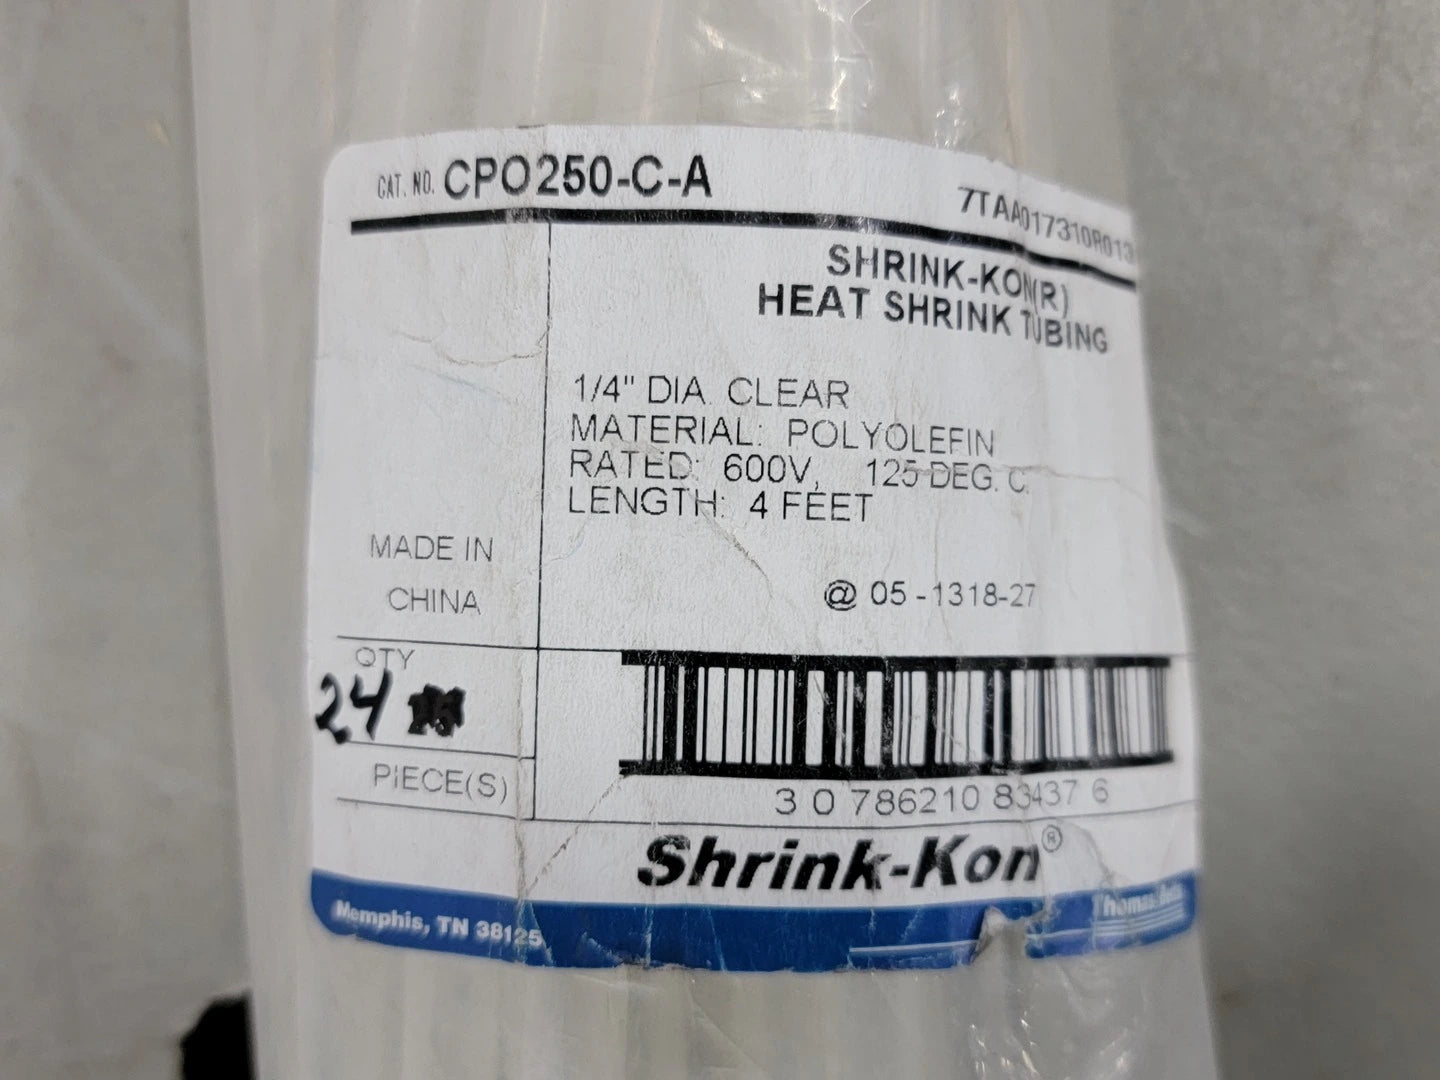 CAT. NO. CPO250-C-A
SHRINK-KON(R)
HEAT SHRINK TUBING
1/4" DIA. CLEAR
MATERIAL: POLYOLEFIN
RATED: 600V, 125 DEG. C.
LENGTH: 4 FEET
MADE IN
CHINA
@ 05-1318-27
QTY
24
PIECE(S)
3 0 786210 83437 6
Shrink-Kon®
Memphis, TN 38125